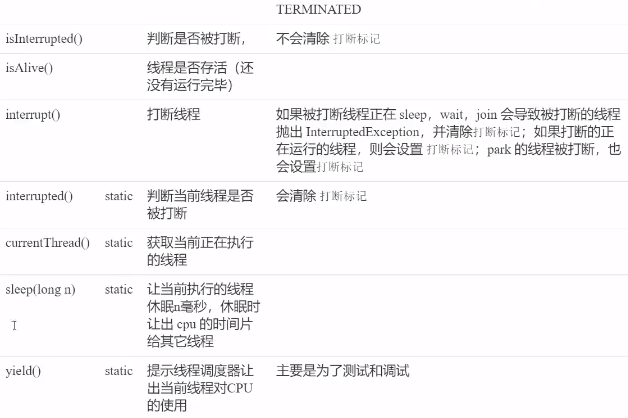 TERMINATED
isInterrupted() 判断是否被打断， 不会清除 打断标记
isAlive() 线程是否存活（还
没有运行完毕）
interrupt() 打断线程 如果被打断线程正在 sleep，wait，join 会导致被打断的线程
抛出 InterruptedException，并清除打断标记；如果打断的正
在运行的线程，则会设置 打断标记；park 的线程被打断，也
会设置打断标记
interrupted() static 判断当前线程是否 会清除 打断标记
被打断
currentThread() static 获取当前正在执行
的线程
sleep(long n) static 让当前执行的线程
休眠n毫秒，休眠时
让出 cpu 的时间片
给其它线程
yield() static 提示线程调度器让 主要是为了测试和调试
出当前线程对CPU
的使用